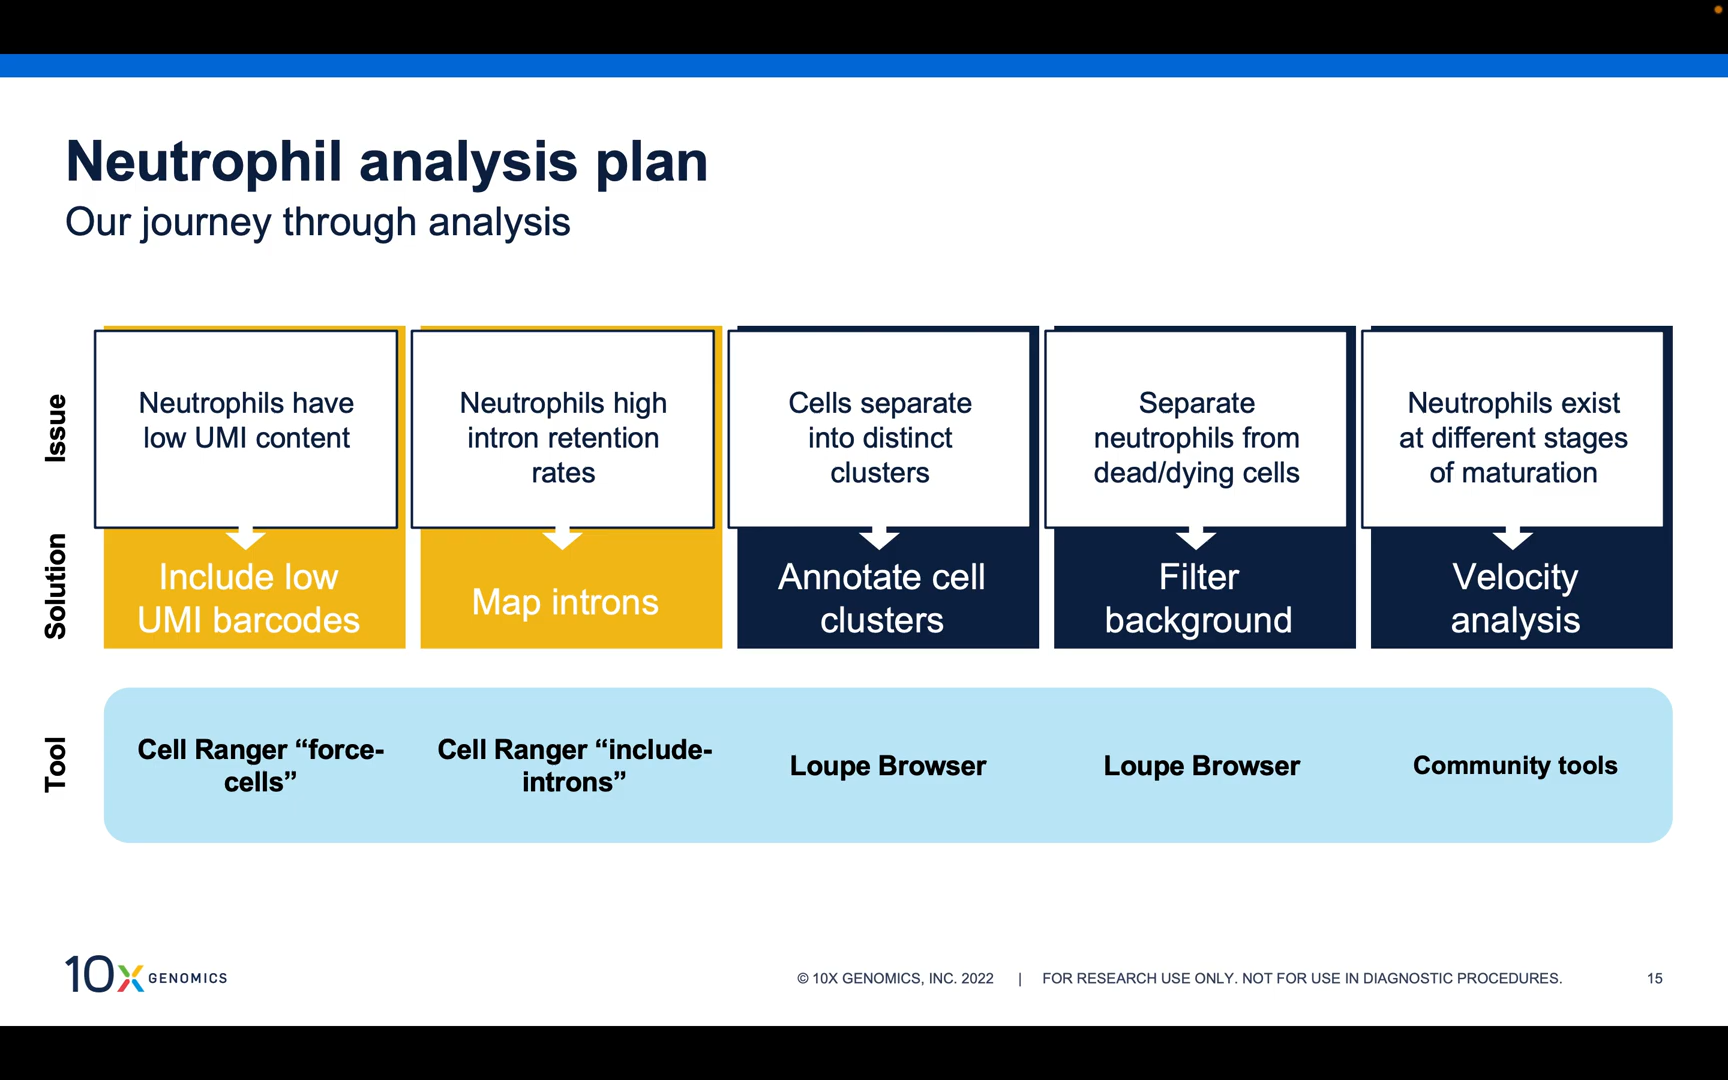 Neutrophil analysis plan
Our journey through analysis
Issue
Neutrophils have
low UMI content
Neutrophils high
intron retention
rates
Cells separate
into distinct
clusters
Separate
neutrophils from
dead/dying cells
Neutrophils exist
at different stages
of maturation
Solution
Include low
UMI barcodes
Map introns
Annotate cell
clusters
Filter
background
Velocity
analysis
Tool
Cell Ranger “force-
cells”
Cell Ranger “include-
introns”
Loupe Browser
Loupe Browser
Community tools
10X GENOMICS
© 10X GENOMICS, INC. 2022 | FOR RESEARCH USE ONLY. NOT FOR USE IN DIAGNOSTIC PROCEDURES. 15